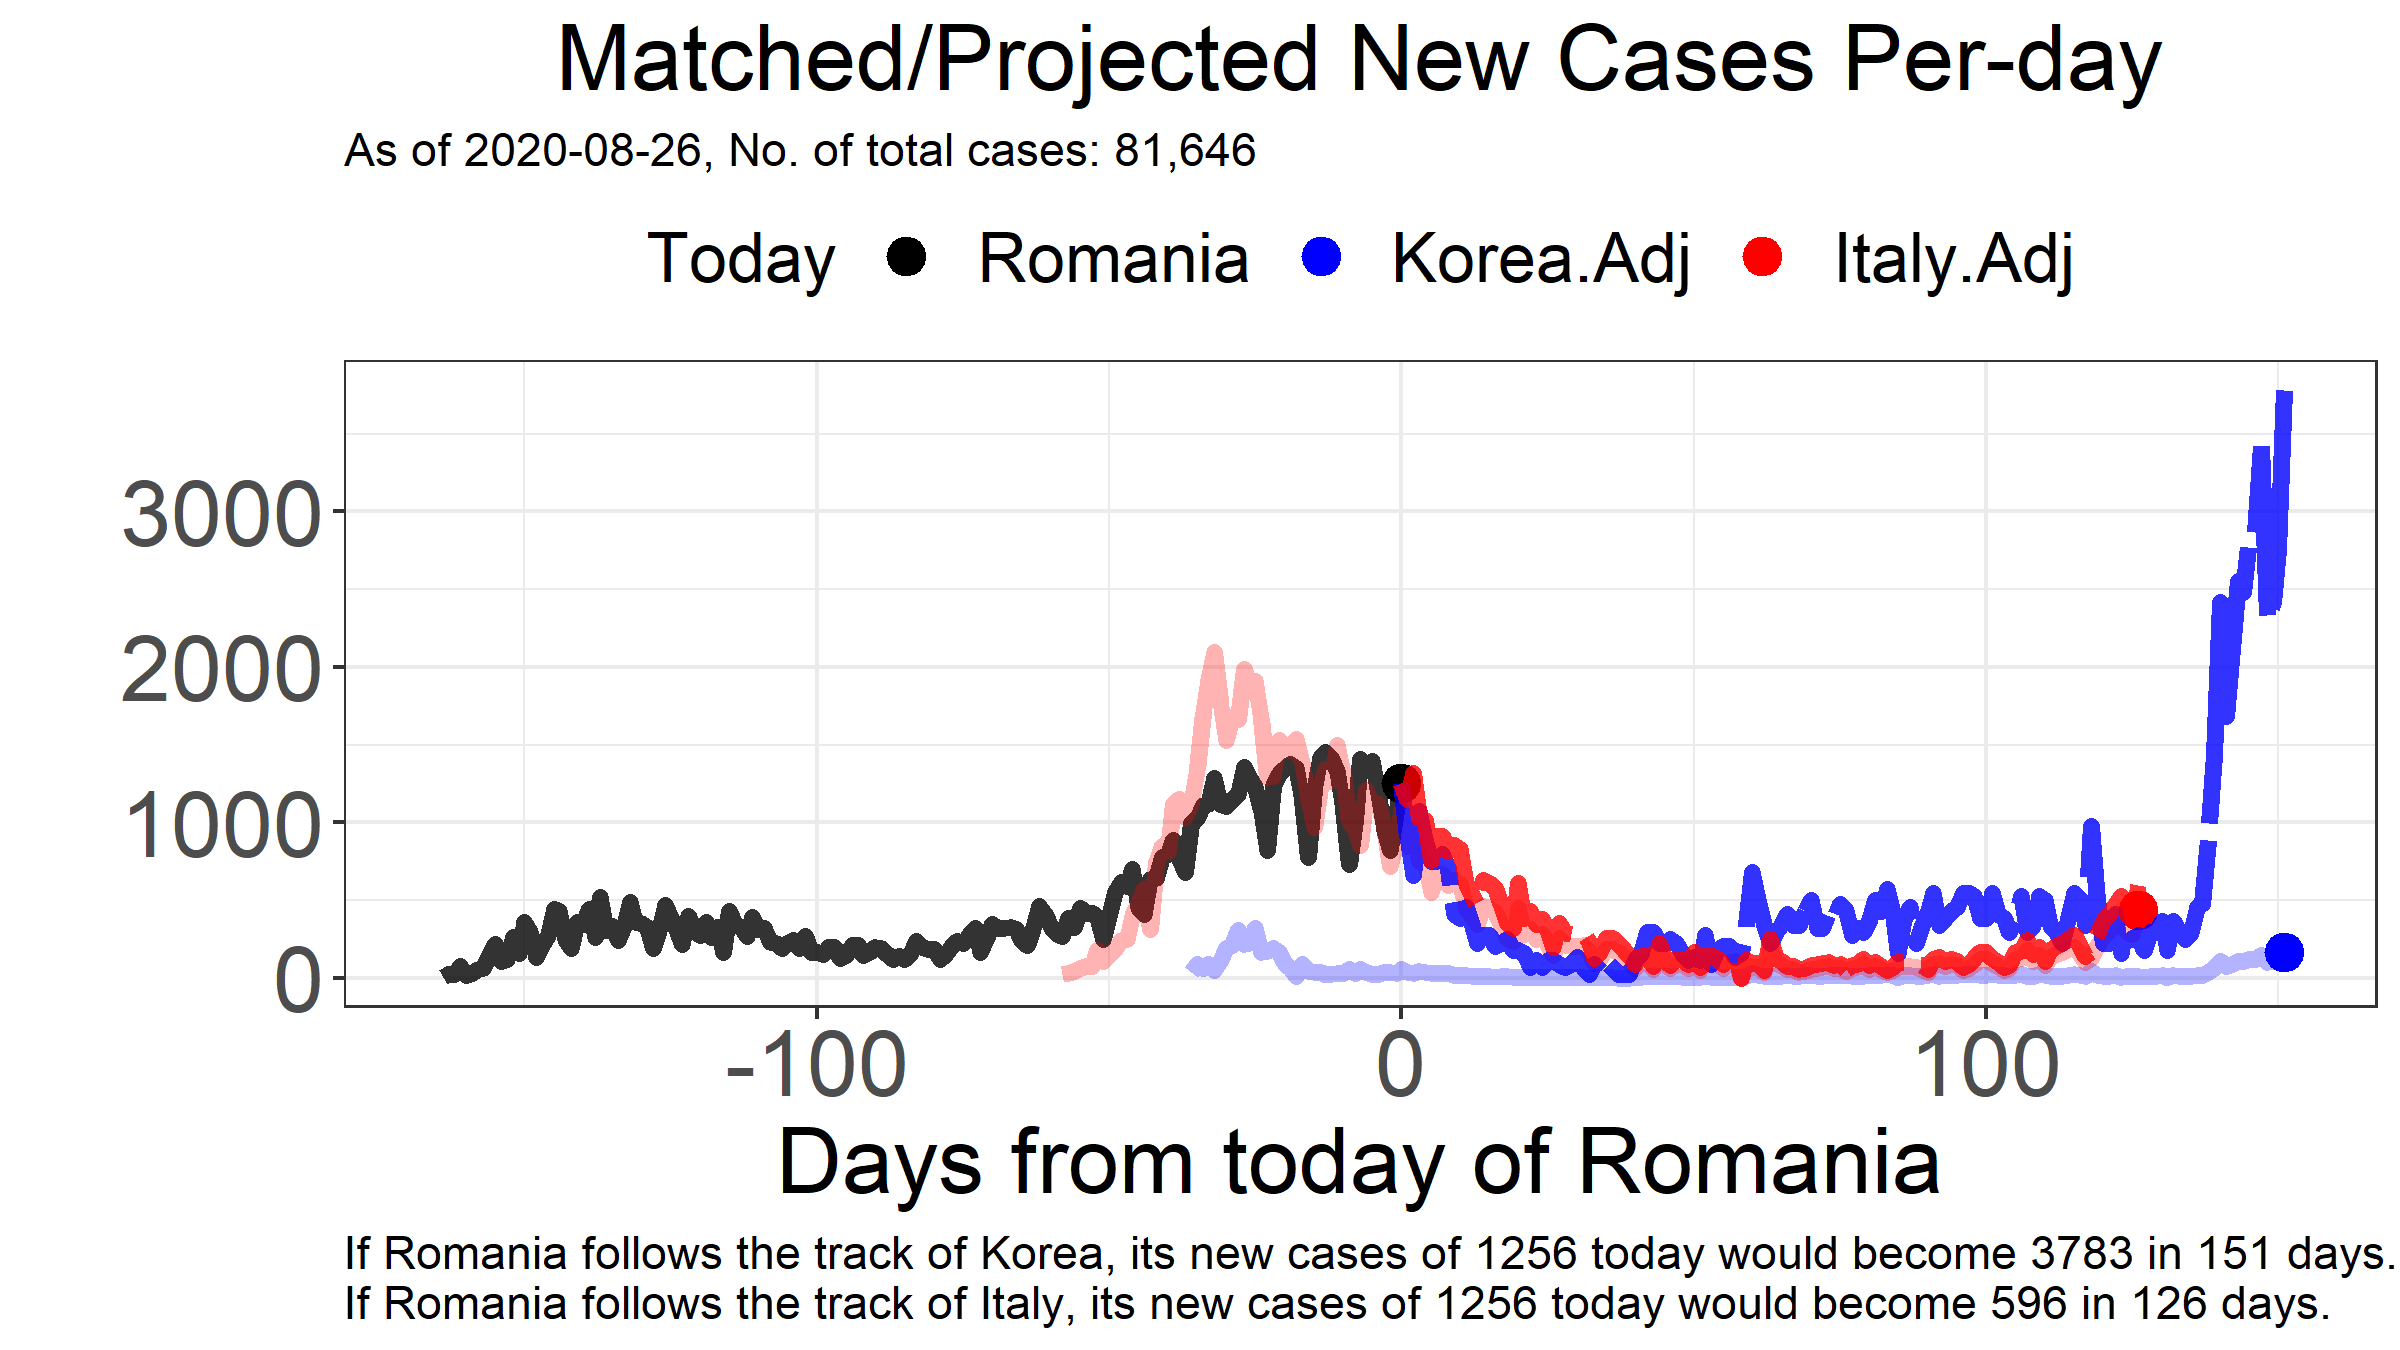 Matched/Projected New Cases Per-day
As of 2020-08-26, No. of total cases: 81,646
Today Romania Korea.Adj Italy.Adj
3000
2000
1000
0
-100 0 100
Days from today of Romania
If Romania follows the track of Korea, its new cases of 1256 today would become 3783 in 151 days.
If Romania follows the track of Italy, its new cases of 1256 today would become 596 in 126 days.